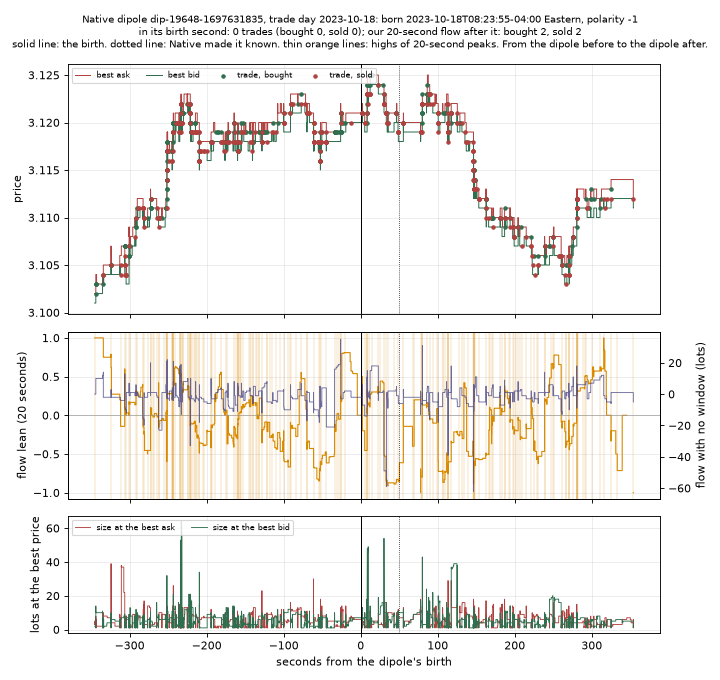 Native dipole dip-19648-1697631835, trade day 2023-10-18: born 2023-10-18T08:23:55-04:00 Eastern, polarity -1
in its birth second: 0 trades (bought 0, sold 0); our 20-second flow after it: bought 2, sold 2
solid line: the birth. dotted line: Native made it known. thin orange lines: highs of 20-second peaks. From the dipole before to the dipole after.
best ask best bid trade, bought trade, sold
3.125
3.120
3.115
3.110
3.105
3.100
price
1.0
0.5
0.0
−0.5
−1.0
flow lean (20 seconds)
20
0
−20
−40
−60
flow with no window (lots)
size at the best ask size at the best bid
60
40
20
0
lots at the best price
−300 −200 −100 0 100 200 300
seconds from the dipole's birth